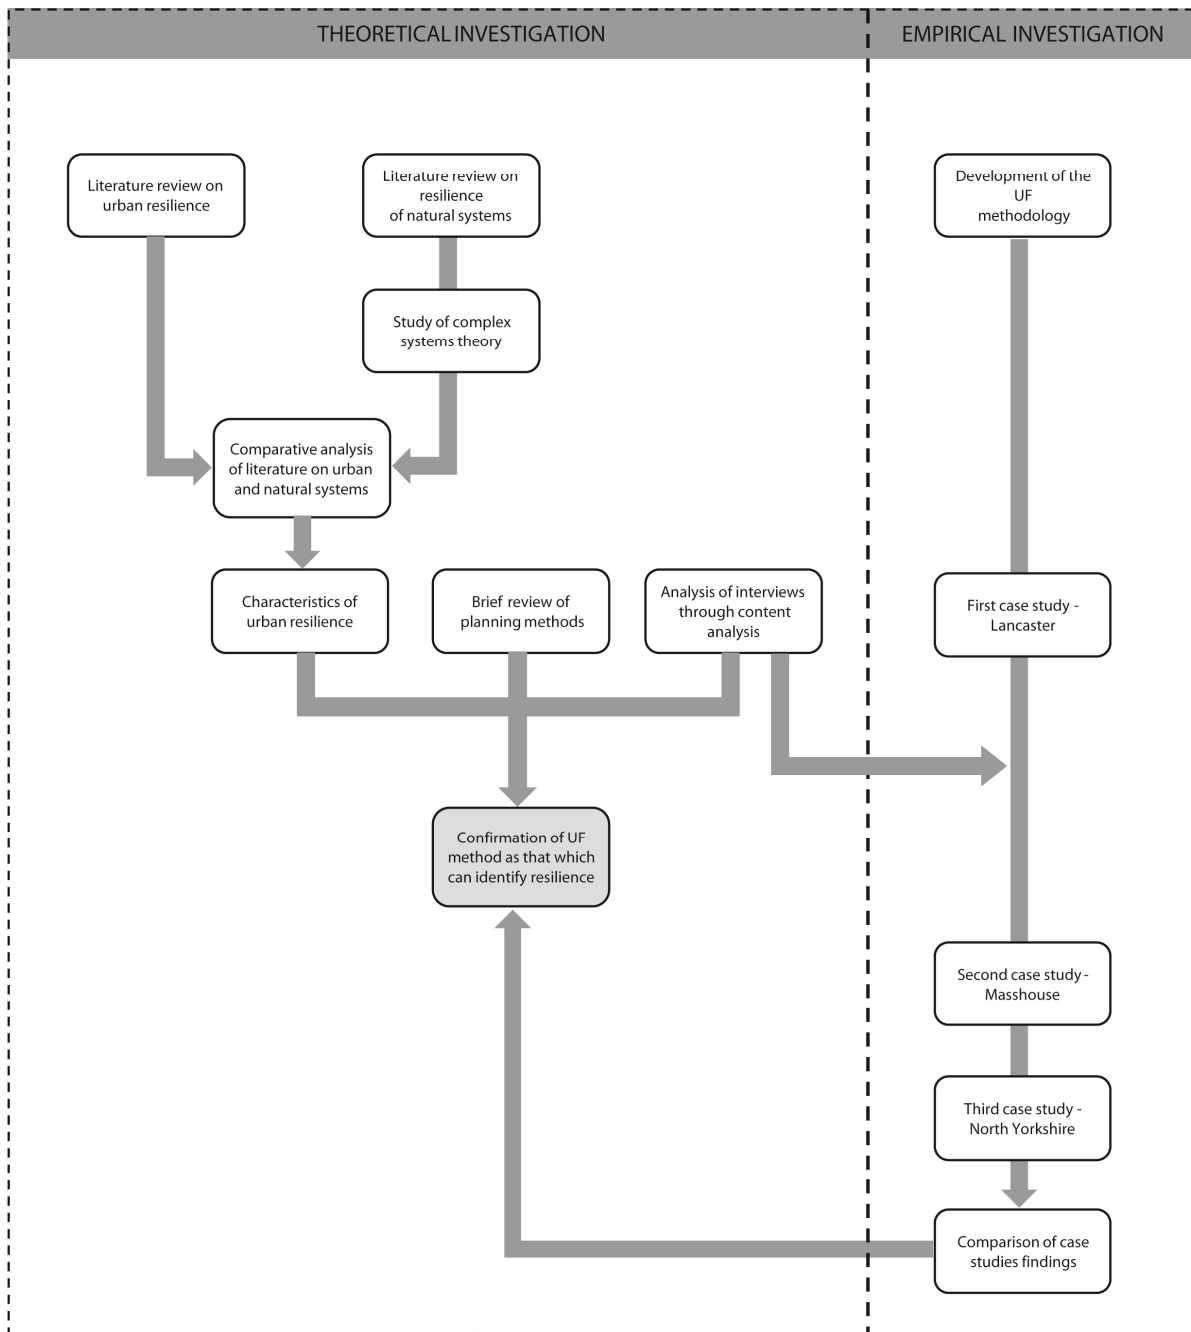 THEORETICAL INVESTIGATION
EMPIRICAL INVESTIGATION
Literature review on
urban resilience
Literature review on
resilience
of natural systems
Development of the
UF
methodology
Study of complex
systems theory
Comparative analysis
of literature on urban
and natural systems
Characteristics of
urban resilience
Brief review of
planning methods
Analysis of interviews
through content
analysis
First case study -
Lancaster
Confirmation of UF
method as that which
can identify resilience
Second case study -
Masshouse
Third case study -
North Yorkshire
Comparison of case
studies findings